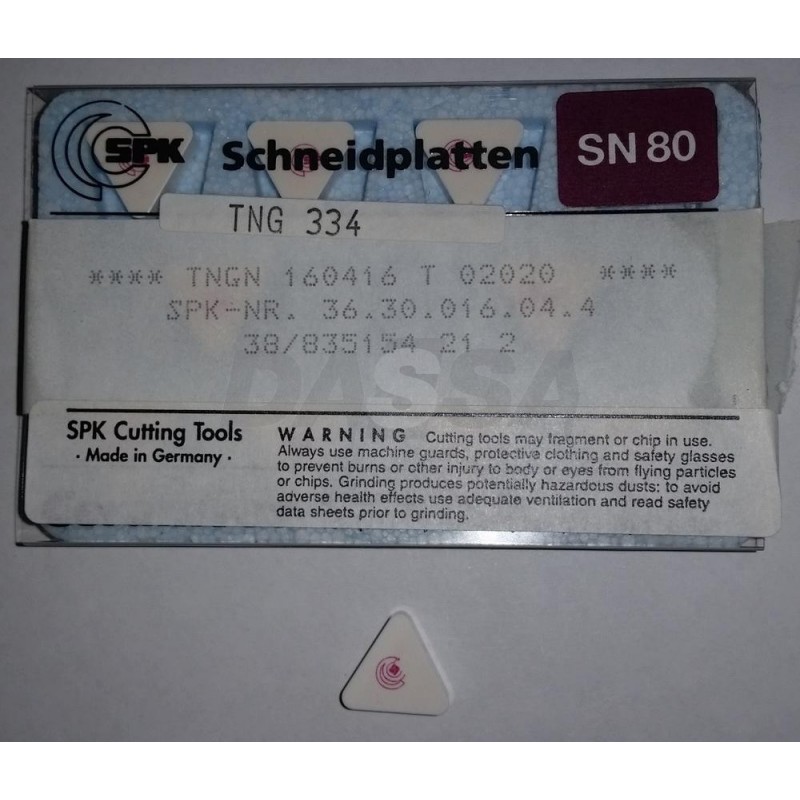 SPK Schneidplatten SN 80
TNG 334
**** TNGN 160416 T 02020 ****
SPK-NR. 36.30.016.04.4
38/835154 21 2
DASSA
SPK Cutting Tools
· Made in Germany ·
WARNING Cutting tools may fragment or chip in use.
Always use machine guards, protective clothing and safety glasses
to prevent burns or other injury to body or eyes from flying particles
or chips. Grinding produces potentially hazardous dusts; to avoid
adverse health effects use adequate ventilation and read safety
data sheets prior to grinding.